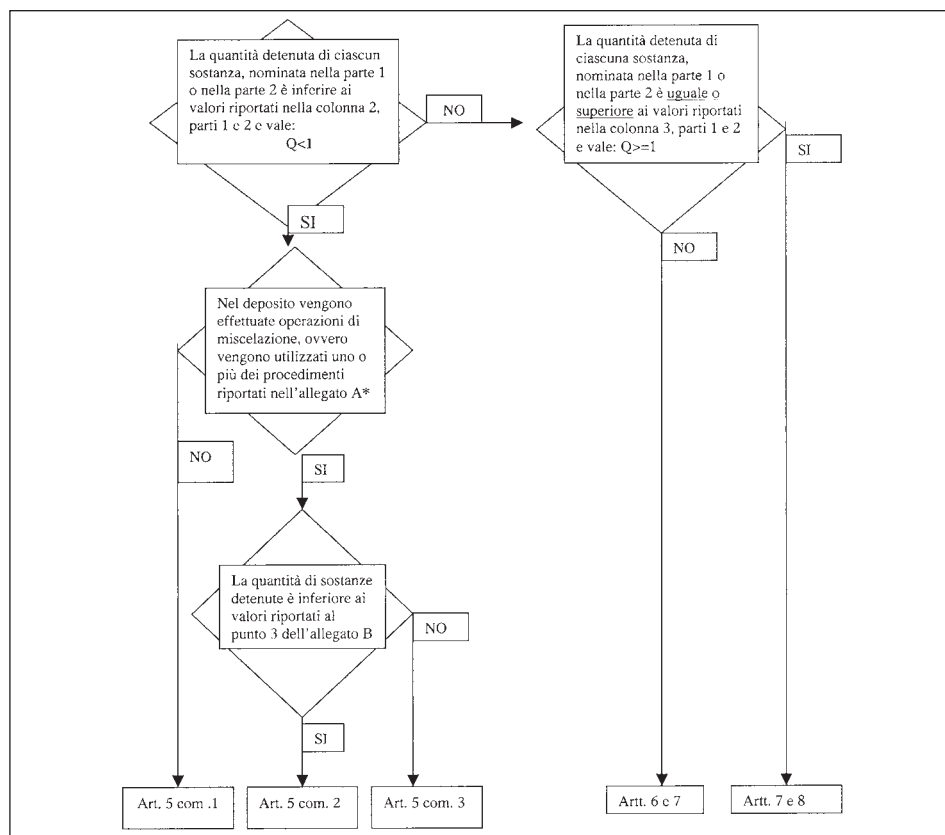 La quantità detenuta di ciascun
sostanza, nominata nella parte 1
o nella parte 2 è inferire ai
valori riportati nella colonna 2,
parti 1 e 2 e vale:
Q<1
NO
La quantità detenuta di
ciascuna sostanza,
nominata nella parte 1 o
nella parte 2 è uguale o
superiore ai valori riportati
nella colonna 3, parti 1 e 2
e vale: Q>=1
SI
SI
NO
Nel deposito vengono
effettuate operazioni di
miscelazione, ovvero
vengono utilizzati uno o
più dei procedimenti
riportati nell'allegato A*
NO
SI
La quantità di sostanze
detenute è inferiore ai
valori riportati al
punto 3 dell'allegato B
NO
SI
Art. 5 com .1
Art. 5 com. 2
Art. 5 com. 3
Artt. 6 e 7
Artt. 7 e 8